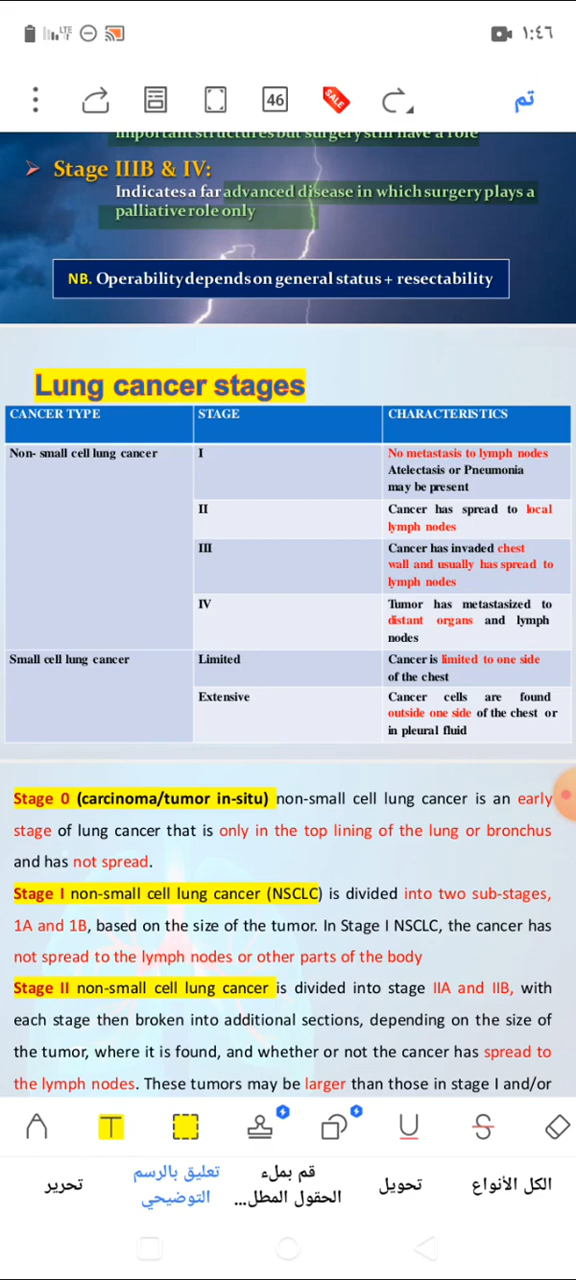 LTE
١:٤٦
46
SALE
تم
important structures but surgery still have a role
➢ Stage IIIB & IV:
Indicates a far advanced disease in which surgery plays a
palliative role only
NB. Operability depends on general status + resectability
Lung cancer stages
CANCER TYPE STAGE CHARACTERISTICS
Non- small cell lung cancer I No metastasis to lymph nodes
Atelectasis or Pneumonia
may be present
II Cancer has spread to local
lymph nodes
III Cancer has invaded chest
wall and usually has spread to
lymph nodes
IV Tumor have metastasized to
distant organs and lymph
nodes
Small cell lung cancer Limited Cancer is limited to one side
of the chest
Extensive Cancer cells are found
outside one side of the chest or
in pleural fluid
Stage 0 (carcinoma/tumor in-situ) non-small cell lung cancer is an early
stage of lung cancer that is only in the top lining of the lung or bronchus
and has not spread.
Stage I non-small cell lung cancer (NSCLC) is divided into two sub-stages,
1A and 1B, based on the size of the tumor. In Stage I NSCLC, the cancer has
not spread to the lymph nodes or other parts of the body
Stage II non-small cell lung cancer is divided into stage IIA and IIB, with
each stage then broken into additional sections, depending on the size of
the tumor, where it is found, and whether or not the cancer has spread to
the lymph nodes. These tumors may be larger than those in stage I and/or
T
U
S
الكل الأنواع
تحويل
قم بملء
الحقول المطل...
تعليق بالرسم
التوضيحي
تحرير